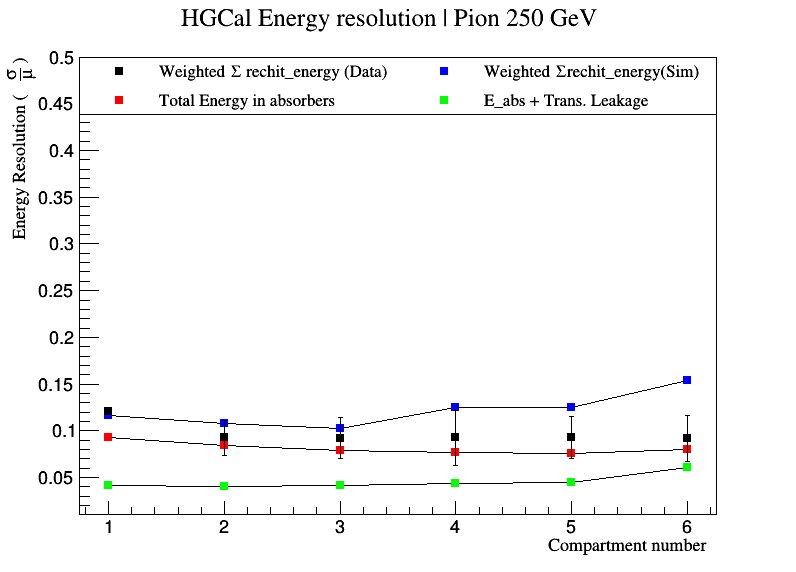 HGCal Energy resolution | Pion 250 GeV
Weighted Σ rechit_energy (Data)
Weighted Σrechit_energy(Sim)
Total Energy in absorbers
E_abs + Trans. Leakage
Energy Resolution ( σ/μ )
0.5
0.45
0.4
0.35
0.3
0.25
0.2
0.15
0.1
0.05
1 2 3 4 5 6
Compartment number